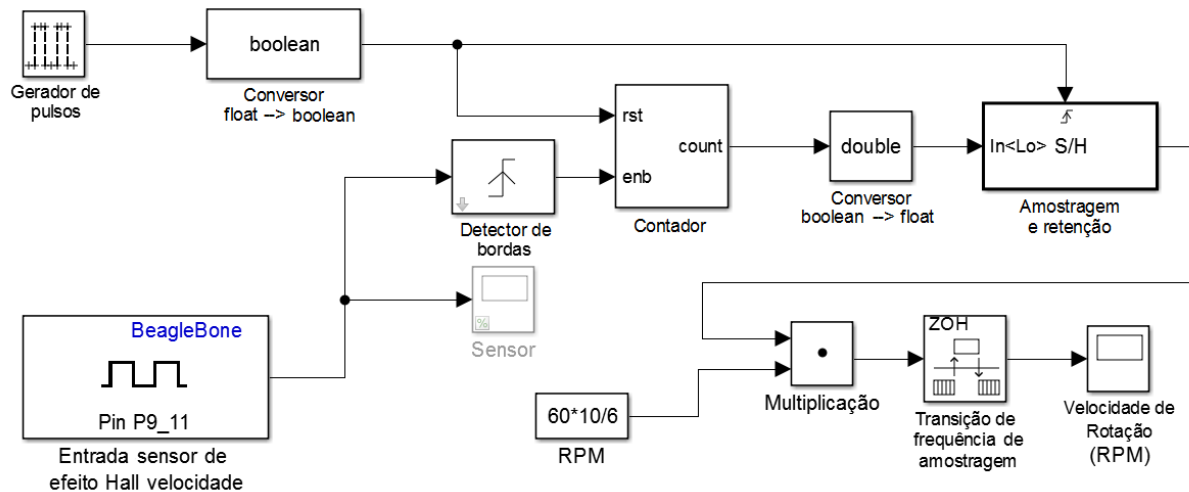 Gerador de
pulsos
boolean
Conversor
float --> boolean
rst
enb
count
Contador
double
Conversor
boolean --> float
In<Lo> S/H
Amostragem
e retenção
Detector de
bordas
%
Sensor
BeagleBone
Pin P9_11
Entrada sensor de
efeito Hall velocidade
60*10/6
RPM
Multiplicação
ZOH
Transição de
frequência de
amostragem
Velocidade de
Rotação
(RPM)